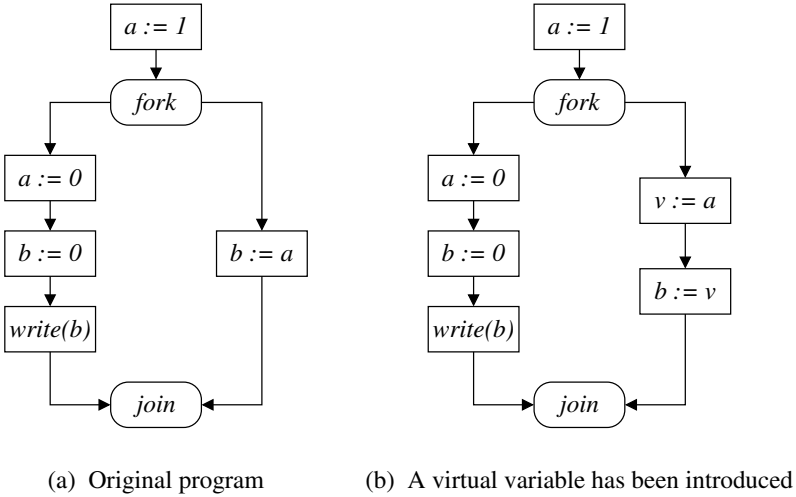 a := 1
fork
a := 0
b := 0
b := a
write(b)
join
(a) Original program
a := 1
fork
a := 0
v := a
b := 0
b := v
write(b)
join
(b) A virtual variable has been introduced